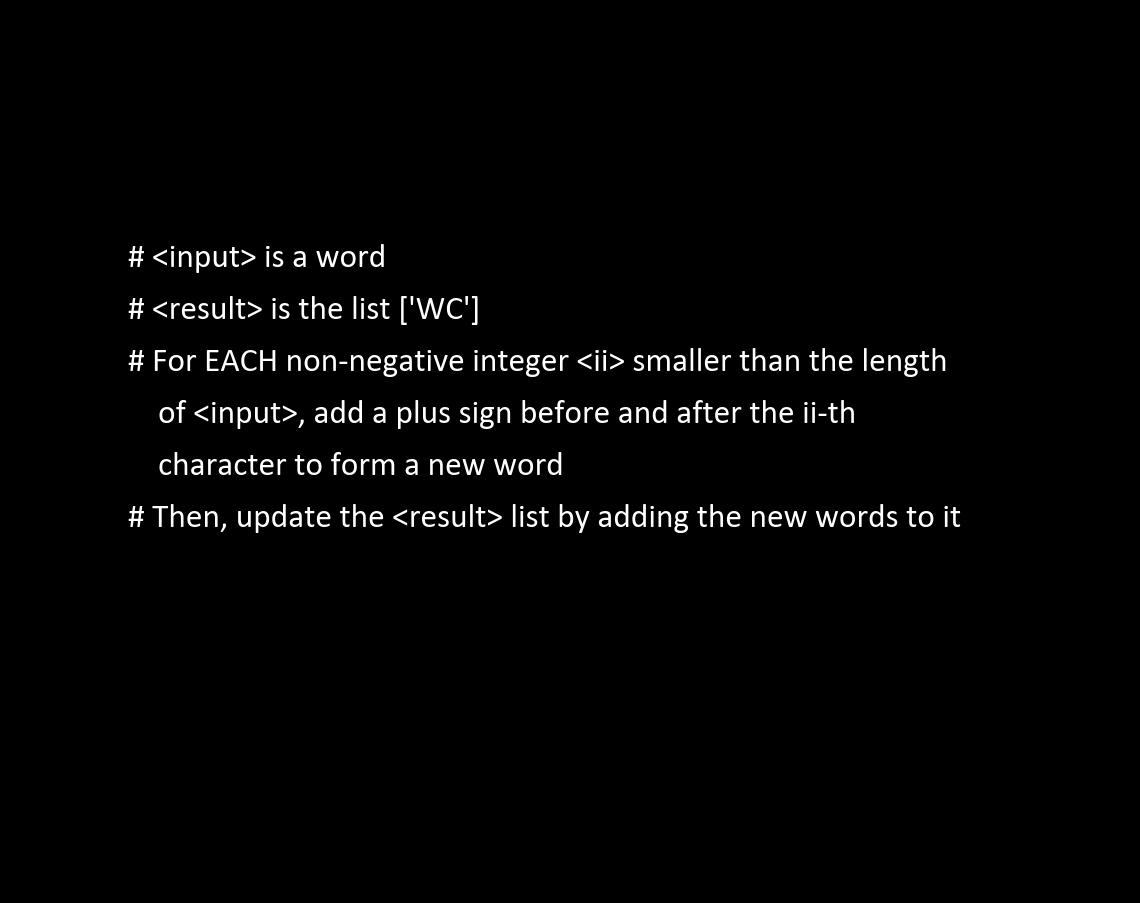 # <input> is a word
# <result> is the list ['WC']
# For EACH non-negative integer <ii> smaller than the length
of <input>, add a plus sign before and after the ii-th
character to form a new word
# Then, update the <result> list by adding the new words to it